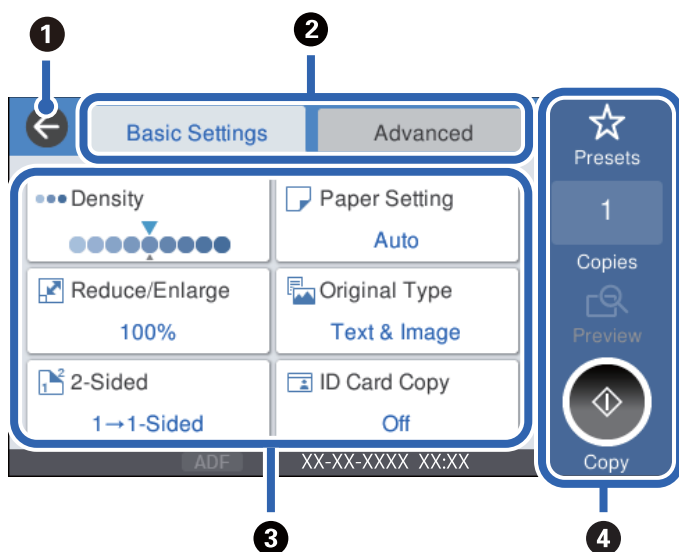 1
2
Basic Settings
Advanced
Presets
1
Copies
Preview
Copy
Density
Paper Setting
Auto
Reduce/Enlarge
100%
Original Type
Text & Image
1 2
2-Sided
1→1-Sided
ID Card Copy
Off
ADF
XX-XX-XXXX XX:XX
3
4